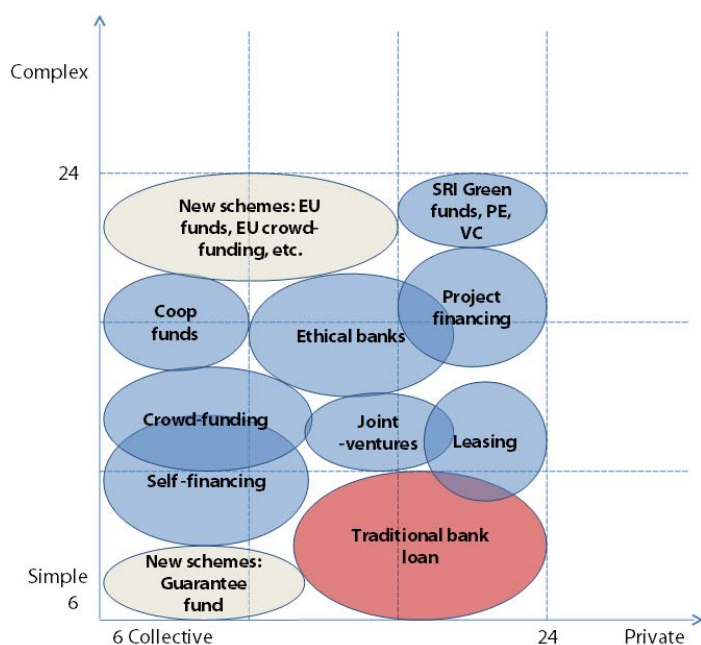 Complex
24
New schemes: EU
funds, EU crowd-
funding, etc.
SRI Green
funds, PE,
VC
Coop
funds
Ethical banks
Project
financing
Crowd-funding
Joint
-ventures
Leasing
Self-financing
Traditional bank
loan
New schemes:
Guarantee
fund
Simple
6
6 Collective
24
Private